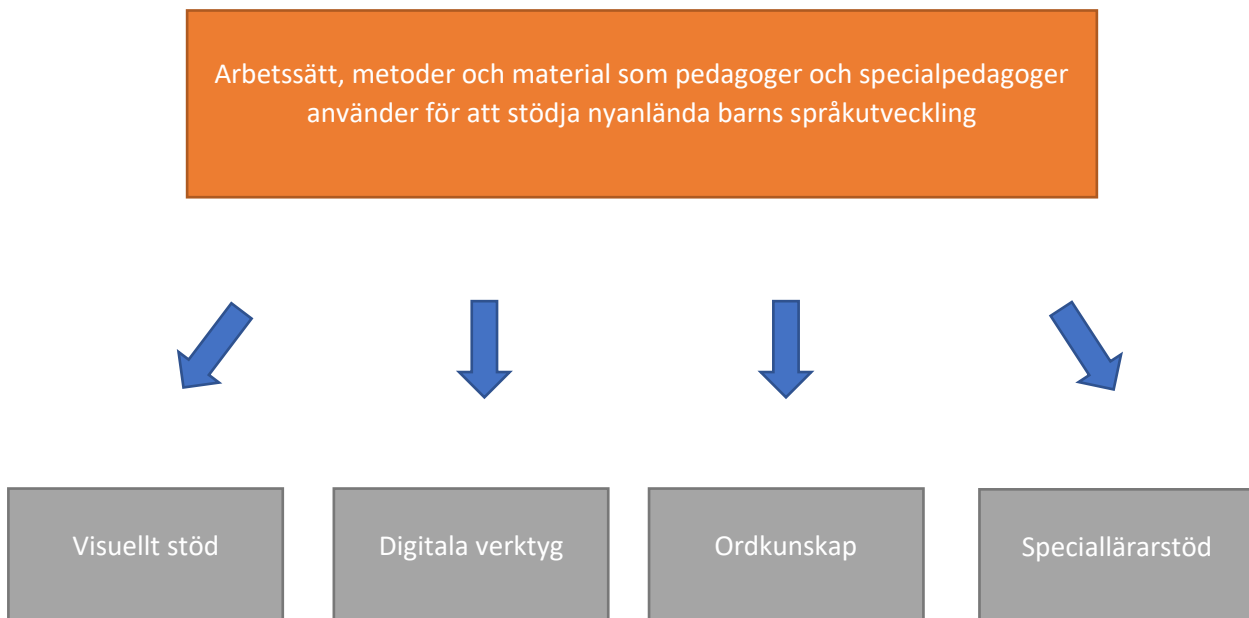 Arbetssätt, metoder och material som pedagoger och specialpedagoger
använder för att stödja nyanlända barns språkutveckling
Visuellt stöd
Digitala verktyg
Ordkunskap
Speciallärarstöd